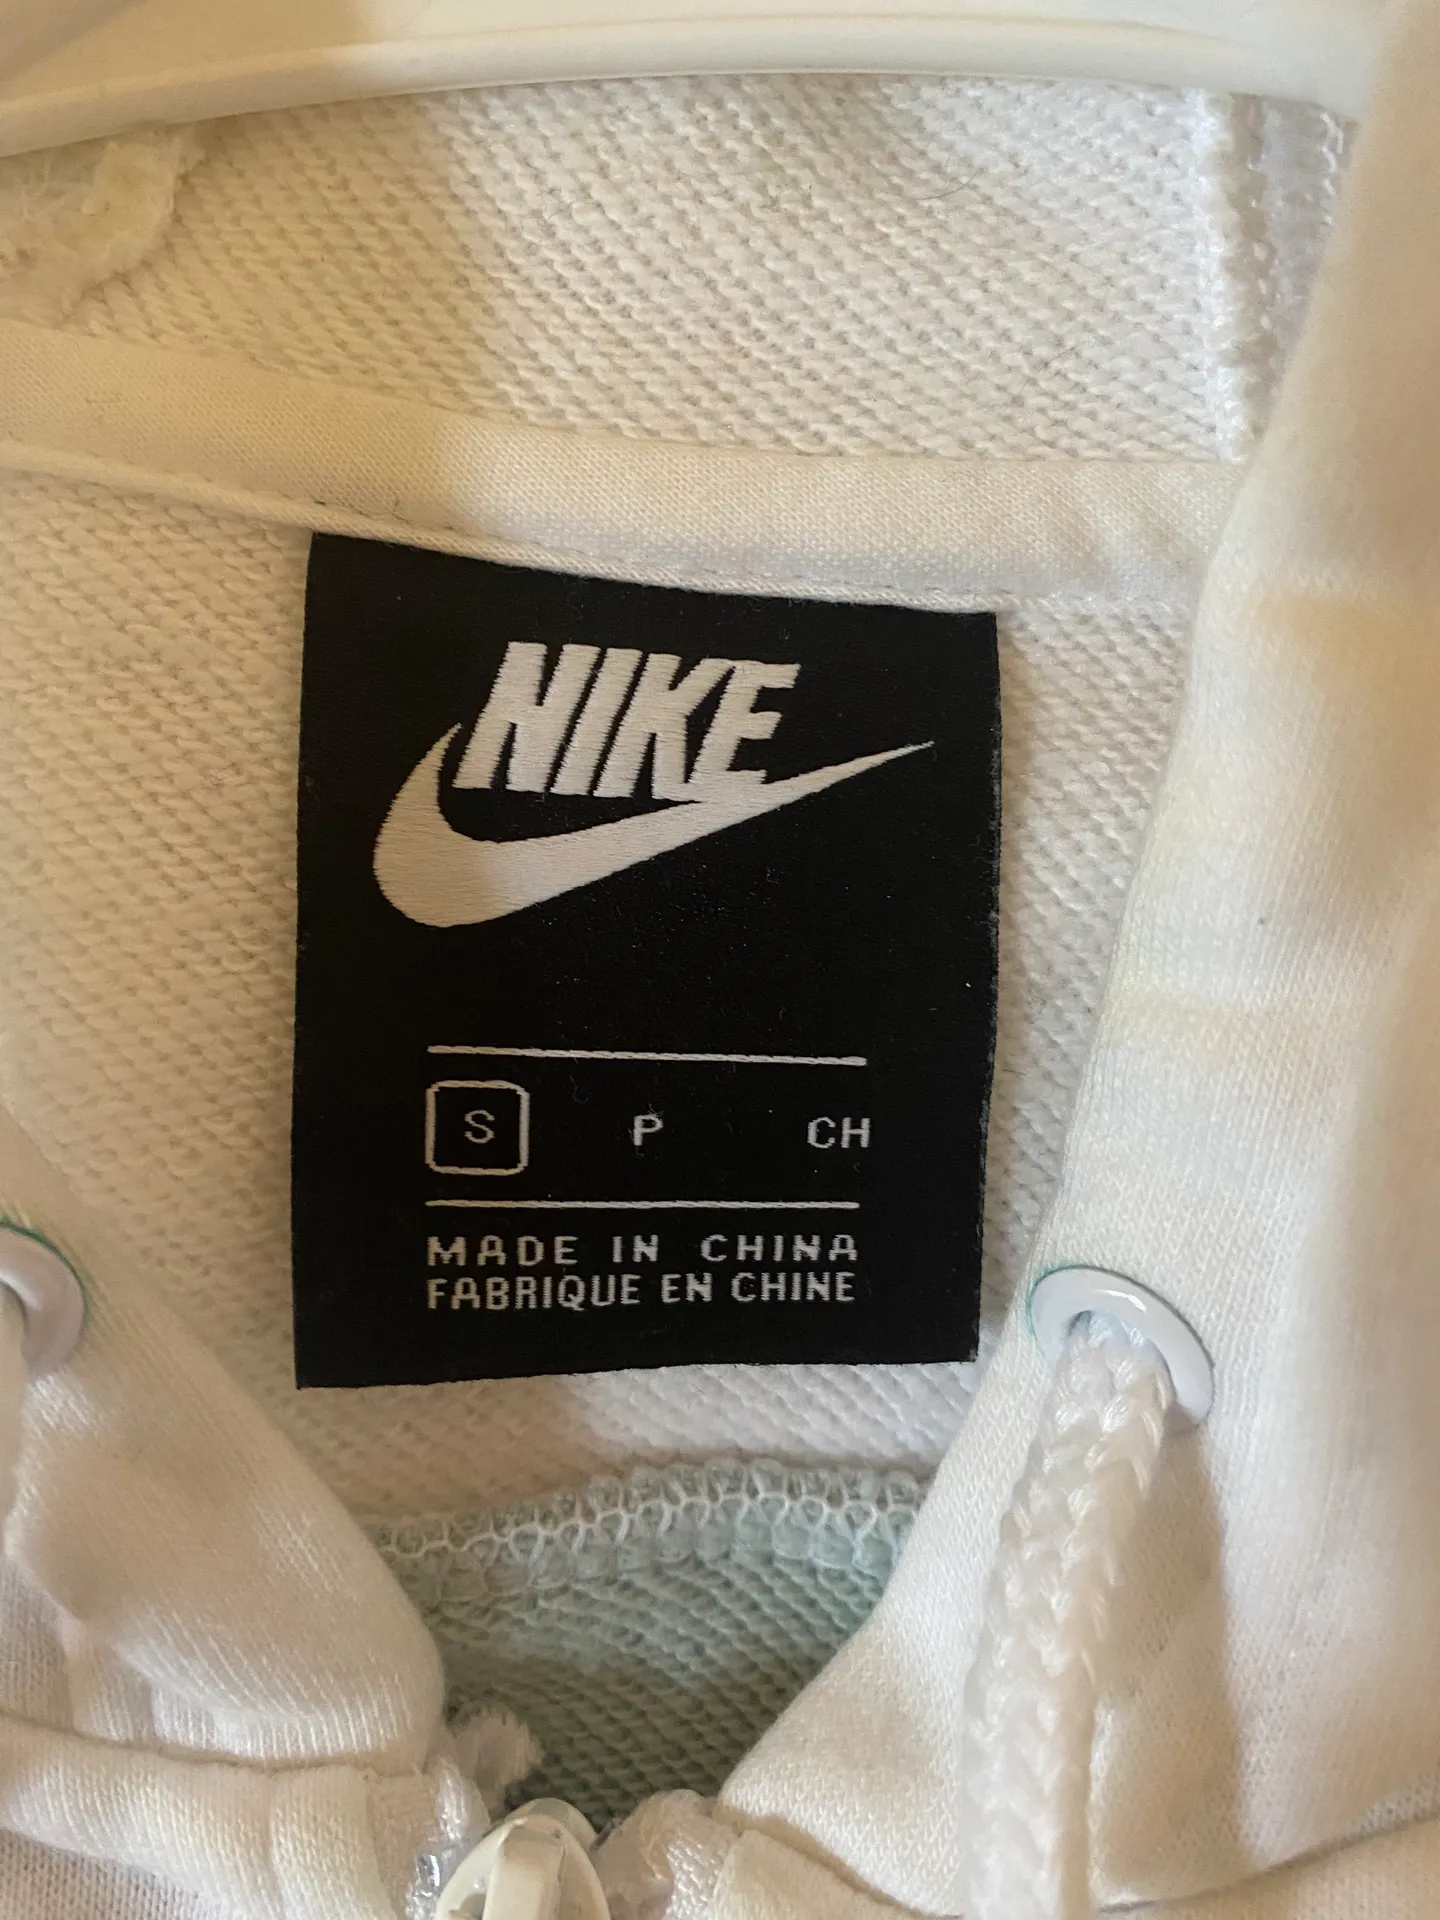 NIKE
S P CH
MADE IN CHINA
FABRIQUE EN CHINE